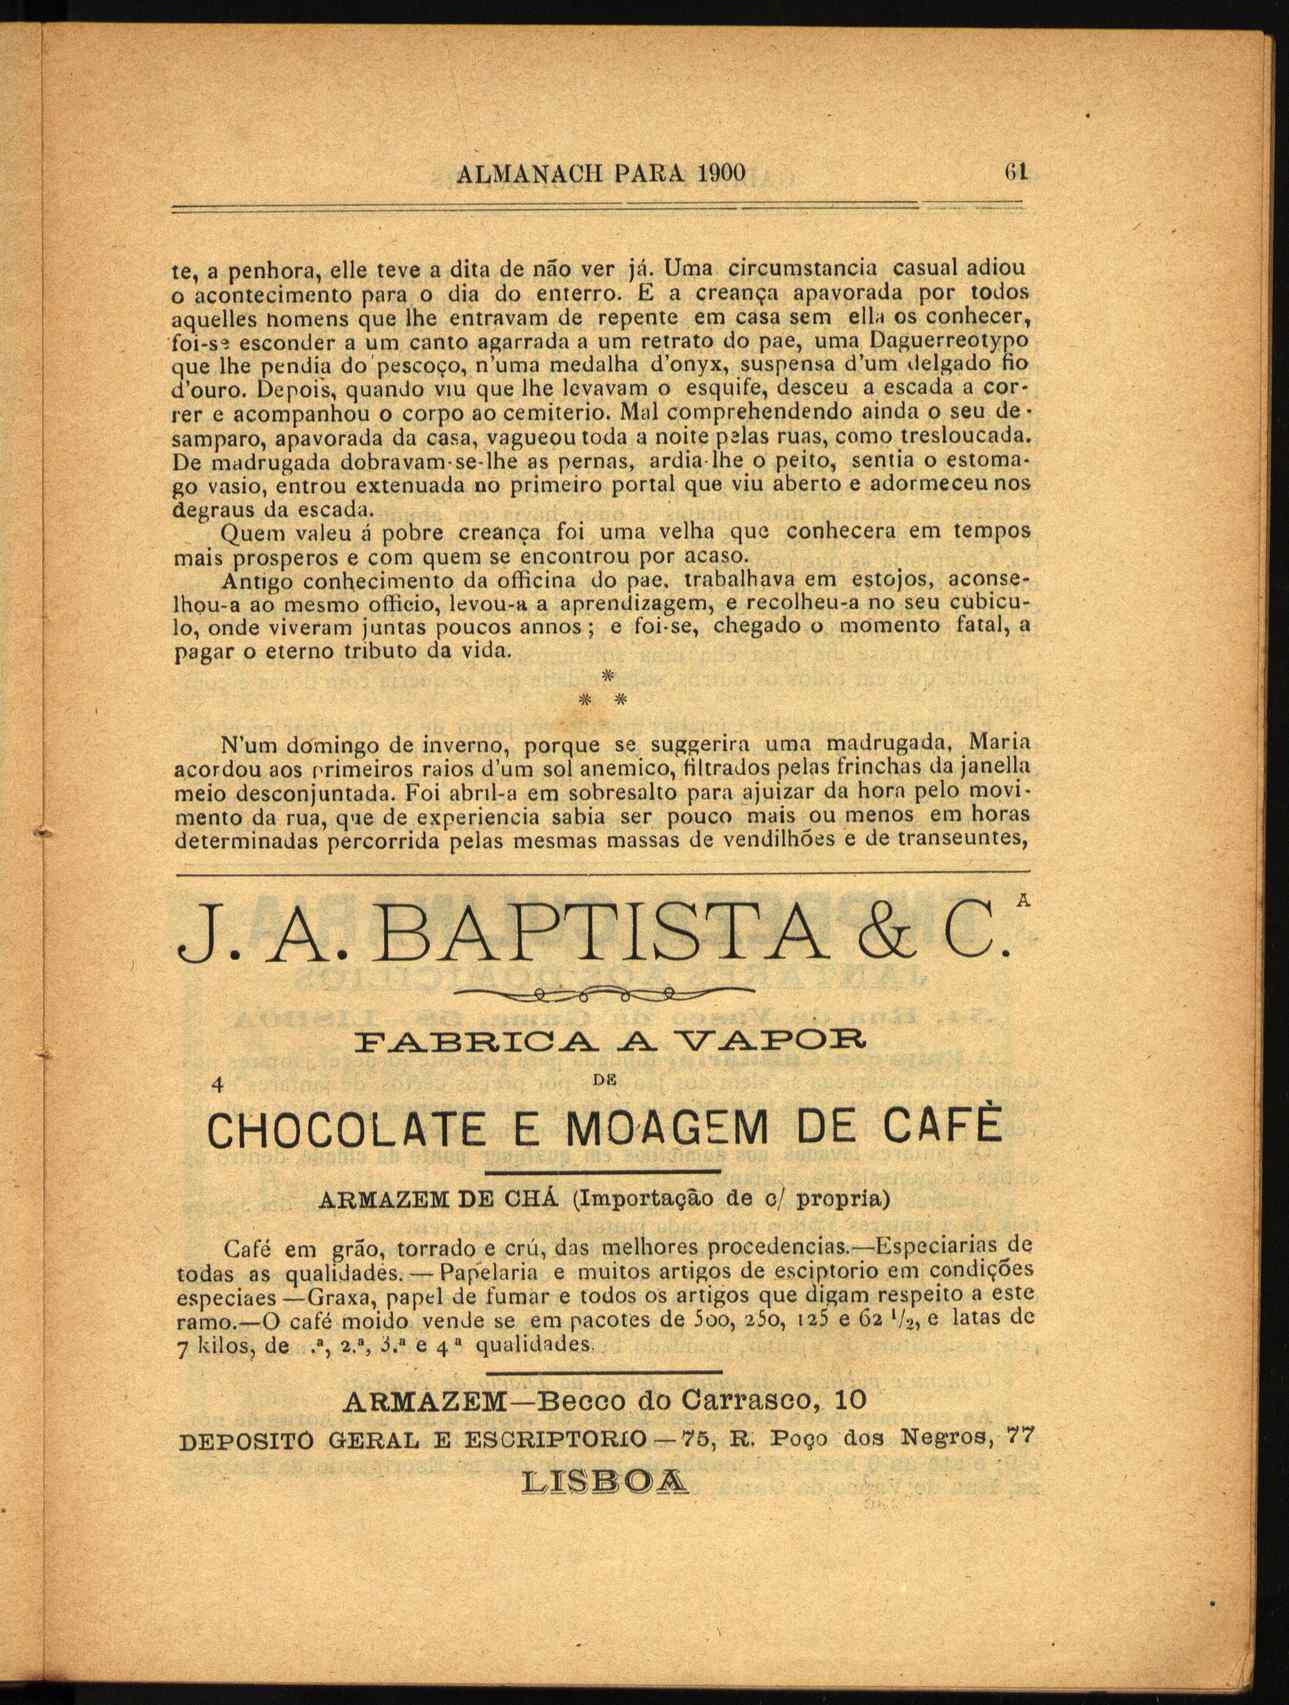 ALMANACH PARA 1900 61
te, a penhora, elle teve a dita de não ver já. Uma circumstancia casual adiou
o acontecimento para o dia do enterro. E a creança apavorada por todos
aquelles homens que lhe entravam de repente em casa sem ella os conhecer,
foi-se esconder a um canto agarrada a um retrato do pae, uma Daguerreotypo
que lhe pendia do pescoço, n'uma medalha d'onyx, suspensa d'um delgado fio
d'ouro. Depois, quando viu que lhe levavam o esquife, desceu a escada a cor-
rer e acompanhou o corpo ao cemiterio. Mal comprehendendo ainda o seu de-
samparo, apavorada da casa, vagueou toda a noite pelas ruas, como tresloucada.
De madrugada dobravam-se-lhe as pernas, ardia-lhe o peito, sentia o estoma-
go vasio, entrou extenuada no primeiro portal que viu aberto e adormeceu nos
degraus da escada.
Quem valeu á pobre creança foi uma velha que conhecera em tempos
mais prosperos e com quem se encontrou por acaso.
Antigo conhecimento da officina do pae, trabalhava em estojos, aconse-
lhou-a ao mesmo officio, levou-a a aprendizagem, e recolheu-a no seu cubicu-
lo, onde viveram juntas poucos annos; e foi-se, chegado o momento fatal, a
pagar o eterno tributo da vida.
*
* *
N'um domingo de inverno, porque se suggerira uma madrugada, Maria
acordou aos primeiros raios d'um sol anemico, filtrados pelas frinchas da janella
meio desconjuntada. Foi abril-a em sobresalto para ajuizar da hora pelo movi-
mento da rua, que de experiencia sabia ser pouco mais ou menos em horas
determinadas percorrida pelas mesmas massas de vendilhões e de transeuntes,
J. A. BAPTISTA & C.A
FABRICA A VAPOR
4 DE
CHOCOLATE E MOAGEM DE CAFÈ
ARMAZEM DE CHÁ (Importação de c/ propria)
Café em grão, torrado e crú, das melhores procedencias.—Especiarias de
todas as qualidades.—Papelaria e muitos artigos de esciptorio em condições
especiaes—Graxa, papel de fumar e todos os artigos que digam respeito a este
ramo.—O café moido vende se em pacotes de 500, 250, 125 e 62 1/2, e latas de
7 kilos, de .ª, 2.ª, 3.ª e 4 ª qualidades.
ARMAZEM—Becco do Carrasco, 10
DEPOSITO GERAL E ESCRIPTORIO—75, R. Poço dos Negros, 77
LISBOA